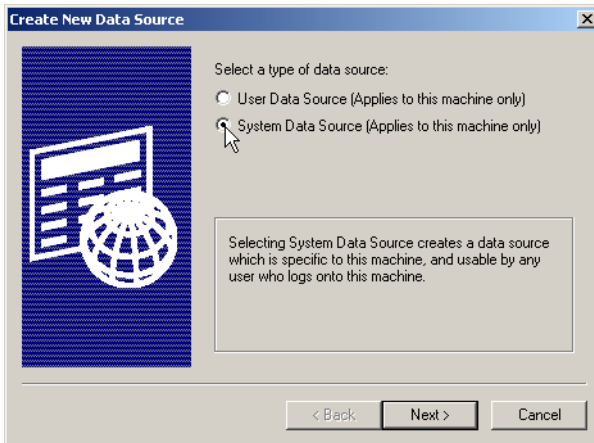 Create New Data Source
Select a type of data source:
User Data Source (Applies to this machine only)
System Data Source (Applies to this machine only)
Selecting System Data Source creates a data source
which is specific to this machine, and usable by any
user who logs onto this machine.
< Back
Next >
Cancel